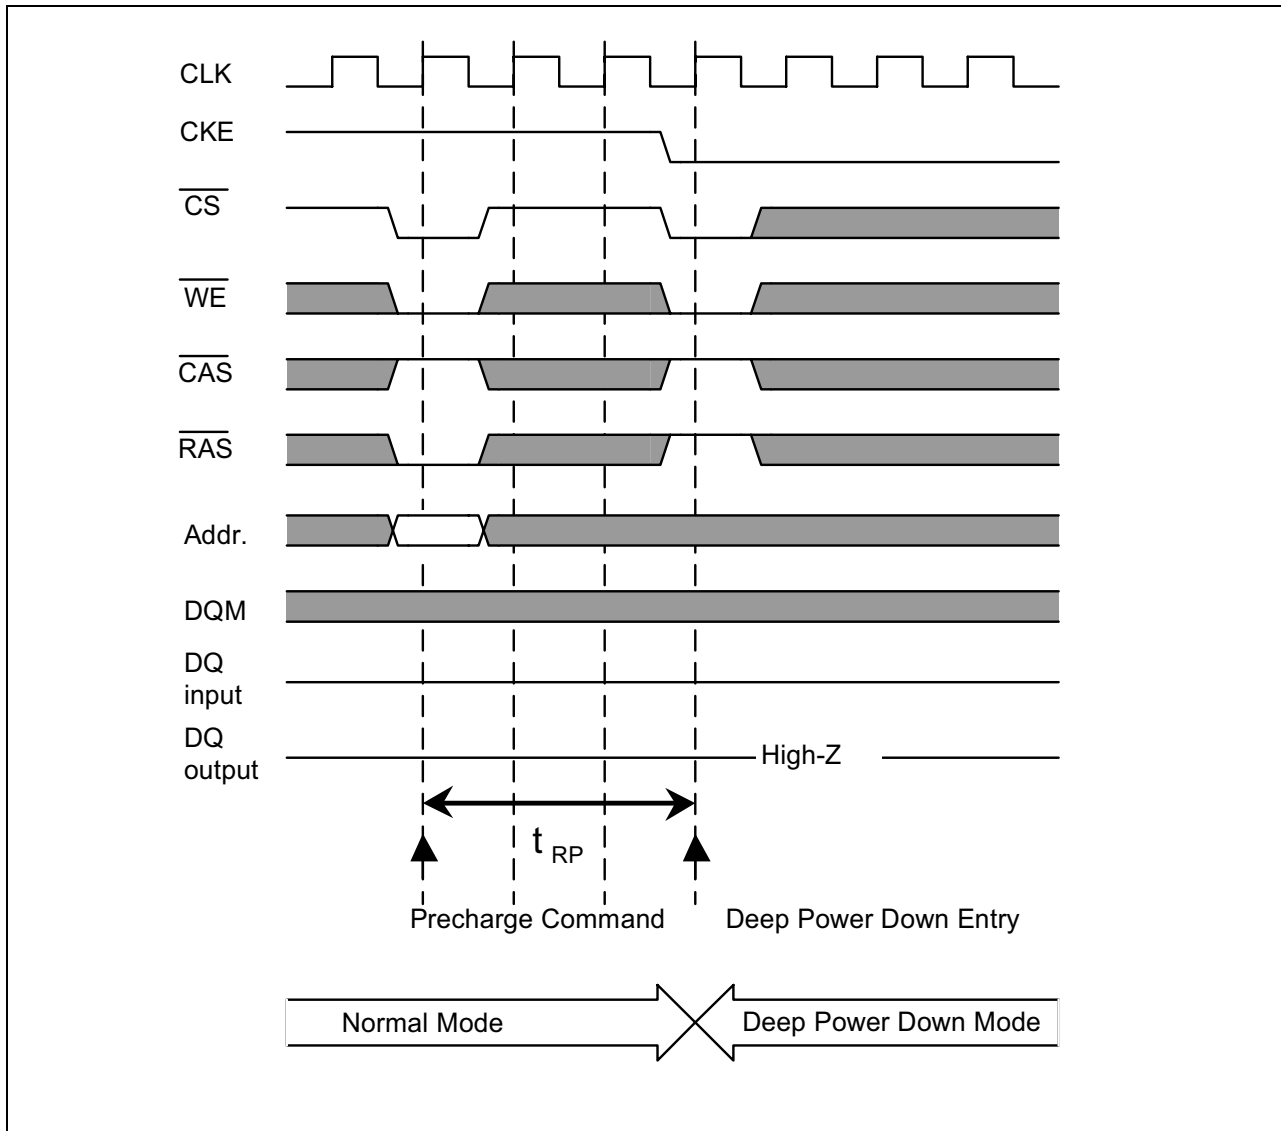 CLK
CKE
CS
WE
CAS
RAS
Addr.
DQM
DQ
input
DQ
output
High-Z
t RP
Precharge Command
Deep Power Down Entry
Normal Mode
Deep Power Down Mode